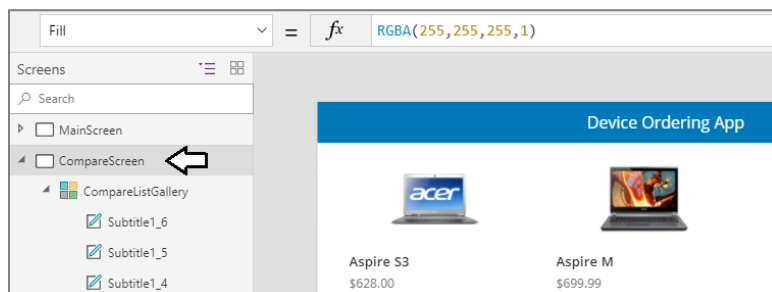 Fill = fx RGBA(255,255,255,1)
Screens
Search
MainScreen
CompareScreen
CompareListGallery
Subtitle1_6
Subtitle1_5
Subtitle1_4
Device Ordering App
acer
Aspire S3 Aspire M
$628.00 $699.99